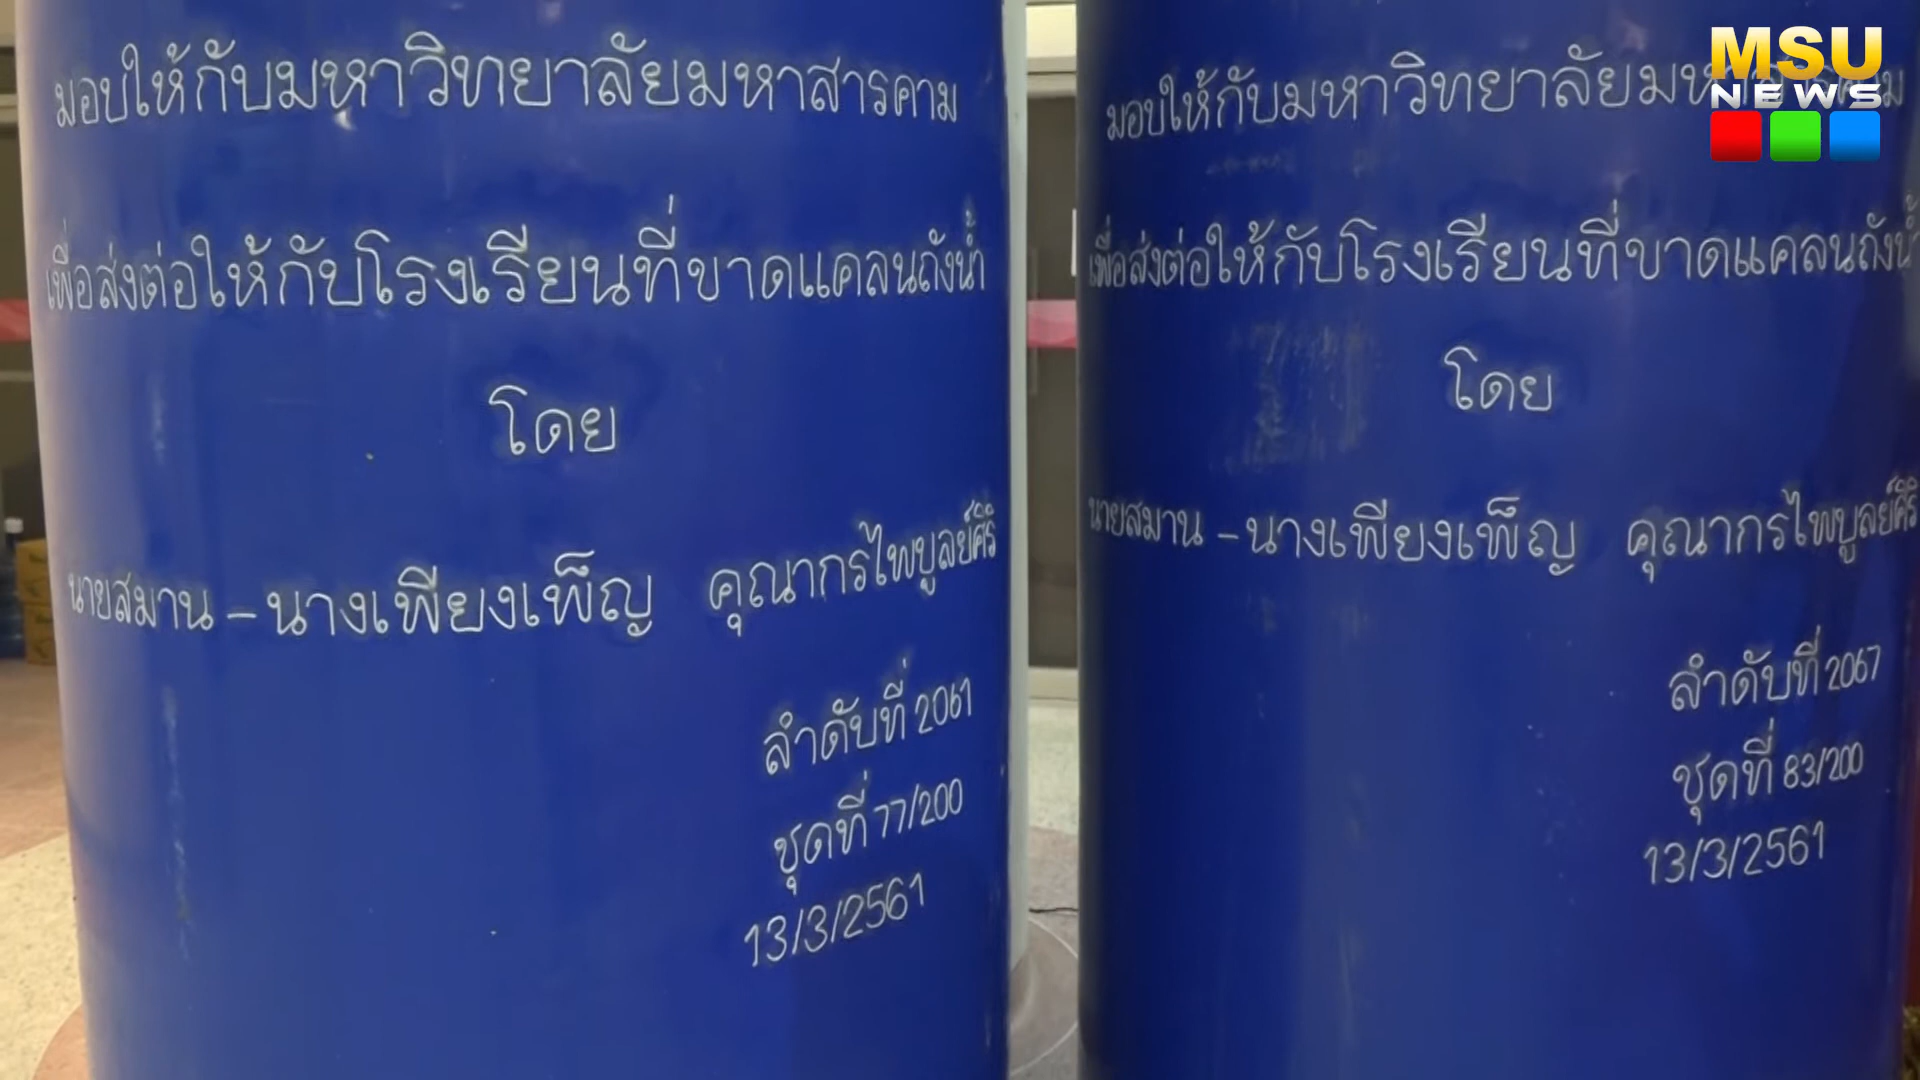 มอบให้กับมหาวิทยาลัยมหาสารคาม
เพื่อส่งต่อให้กับโรงเรียนที่ขาดแคลนถังน้ำ
โดย
นายสมาน - นางเพียงเพ็ญ คุณากรไพบูลย์ศิริ
ลำดับที่ 2061
ชุดที่ 77/200
13/3/2561
มอบให้กับมหาวิทยาลัยมหาสารคาม
เพื่อส่งต่อให้กับโรงเรียนที่ขาดแคลนถังน้ำ
โดย
นายสมาน - นางเพียงเพ็ญ คุณากรไพบูลย์ศิริ
ลำดับที่ 2067
ชุดที่ 83/200
13/3/2561
MSU
NEWS